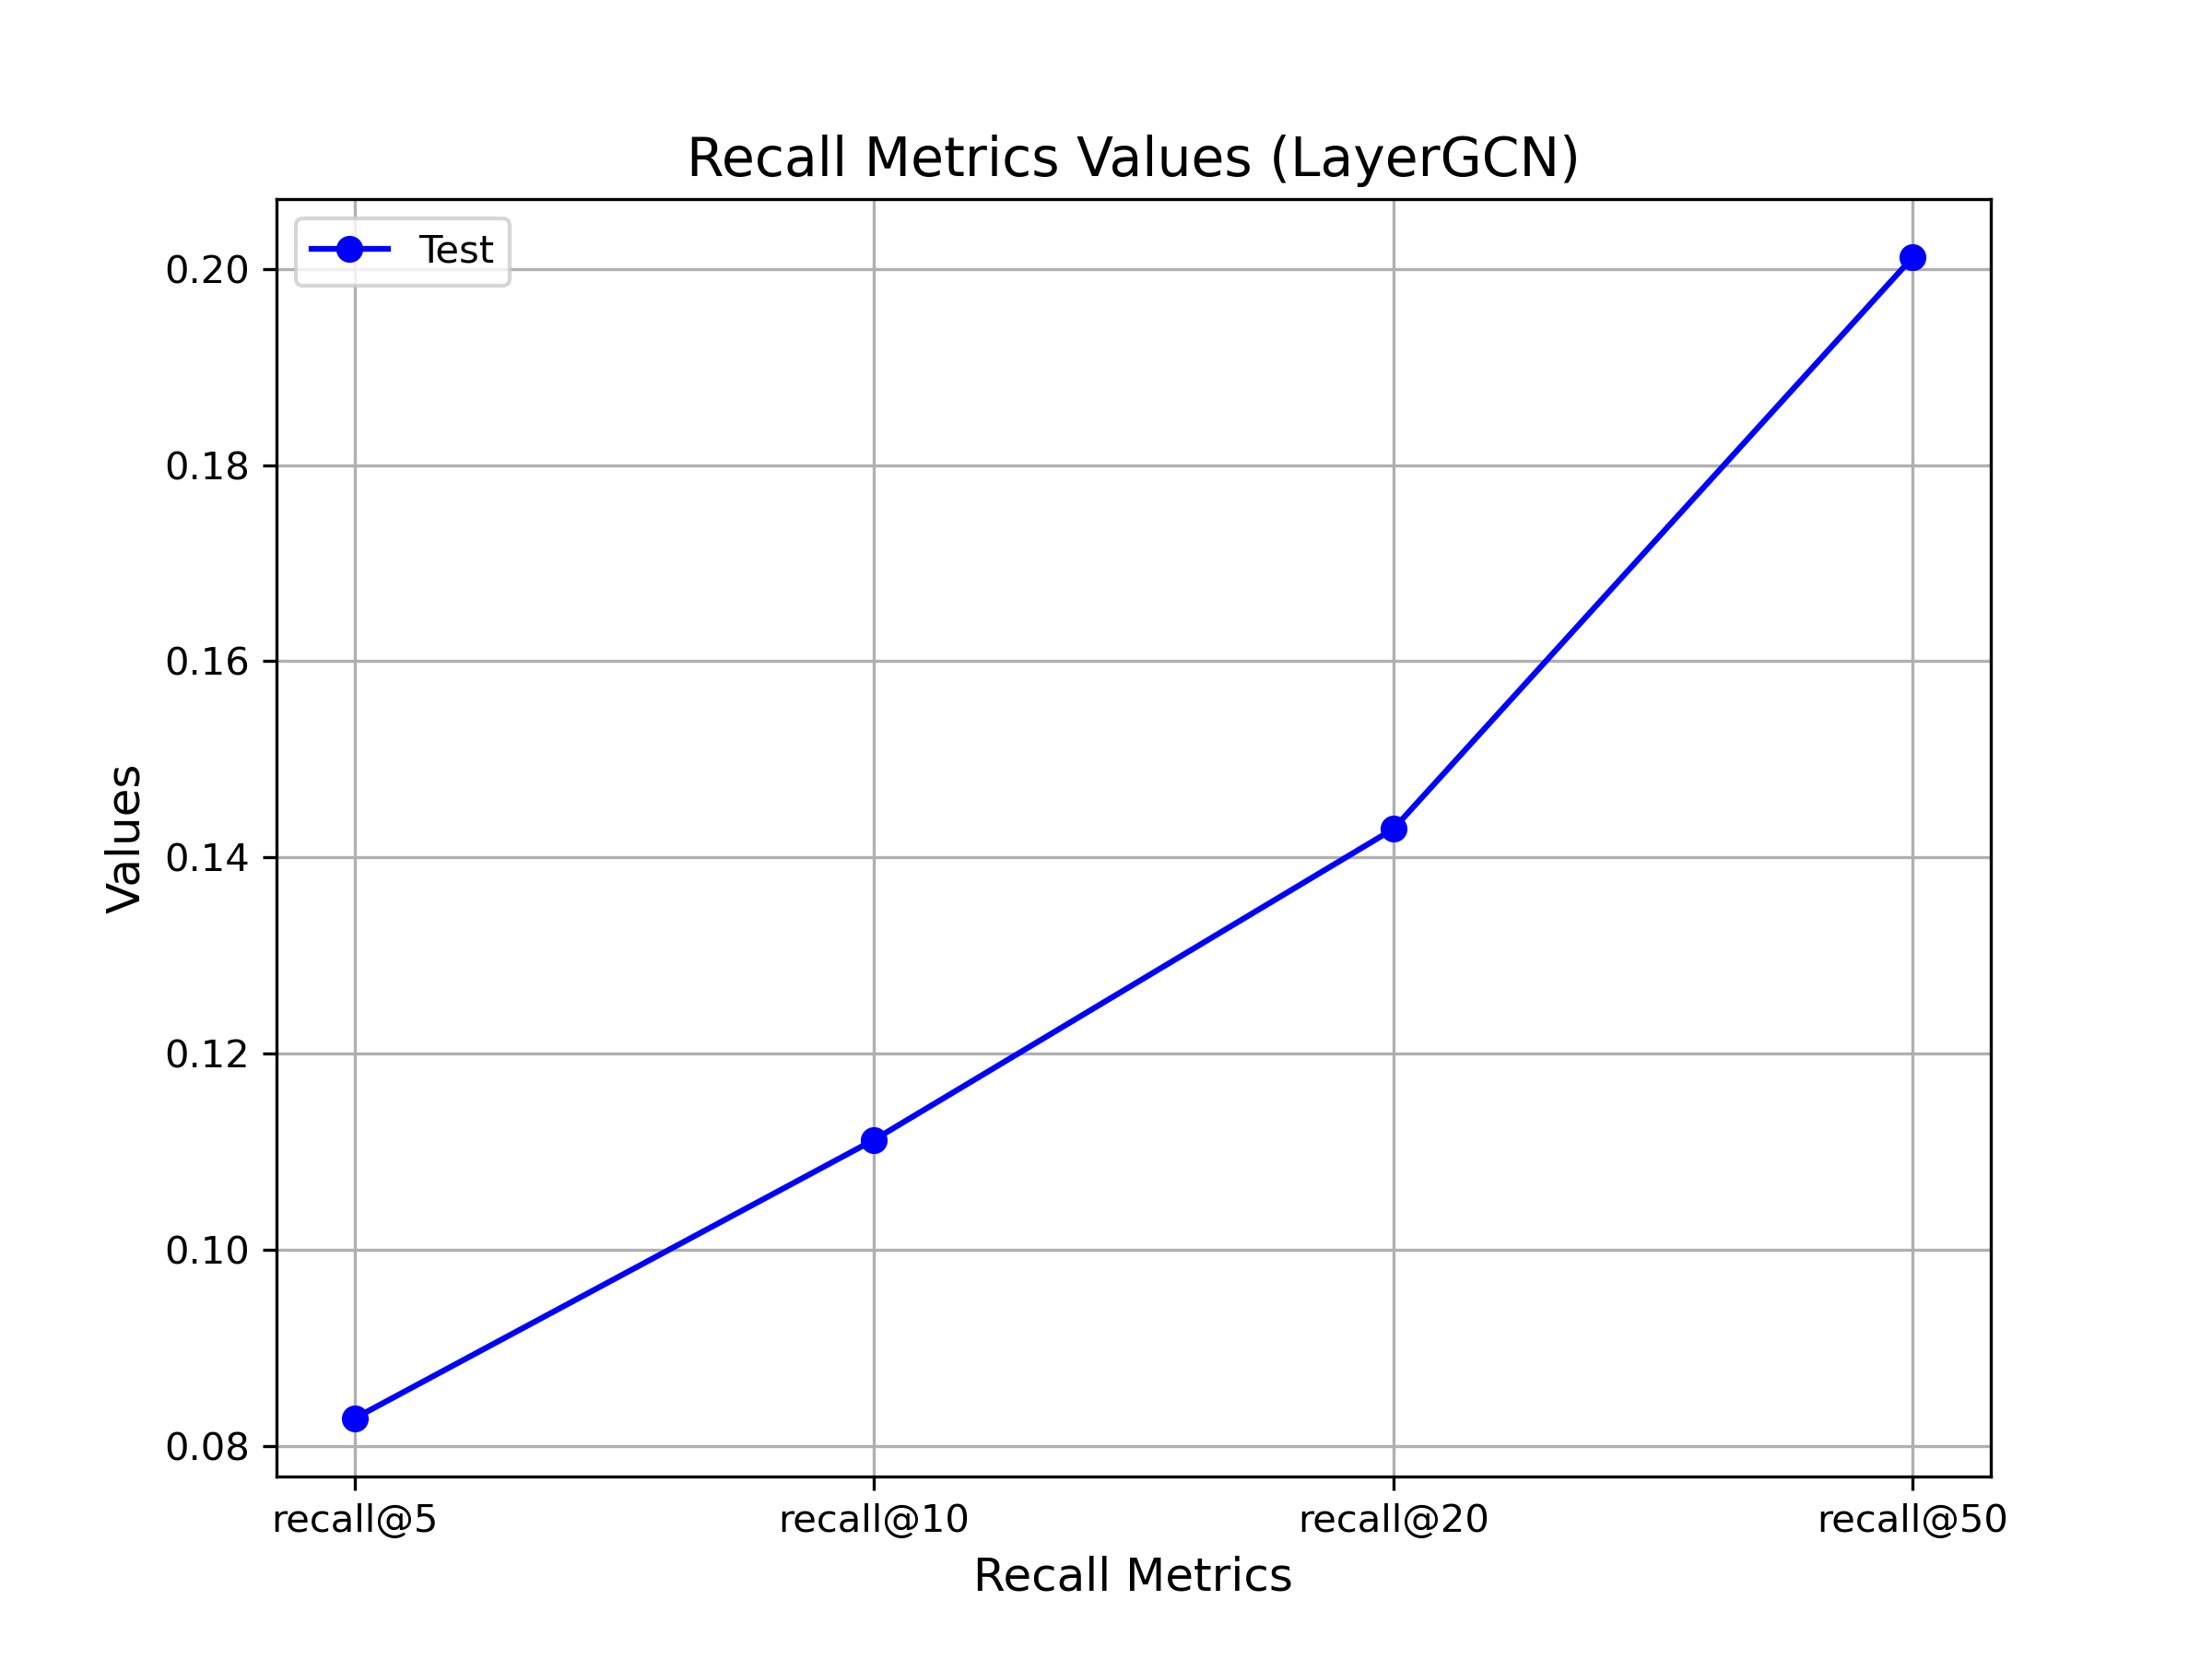 Recall Metrics Values (LayerGCN)
Test
0.20
0.18
0.16
0.14
0.12
0.10
0.08
Values
recall@5 recall@10 recall@20 recall@50
Recall Metrics